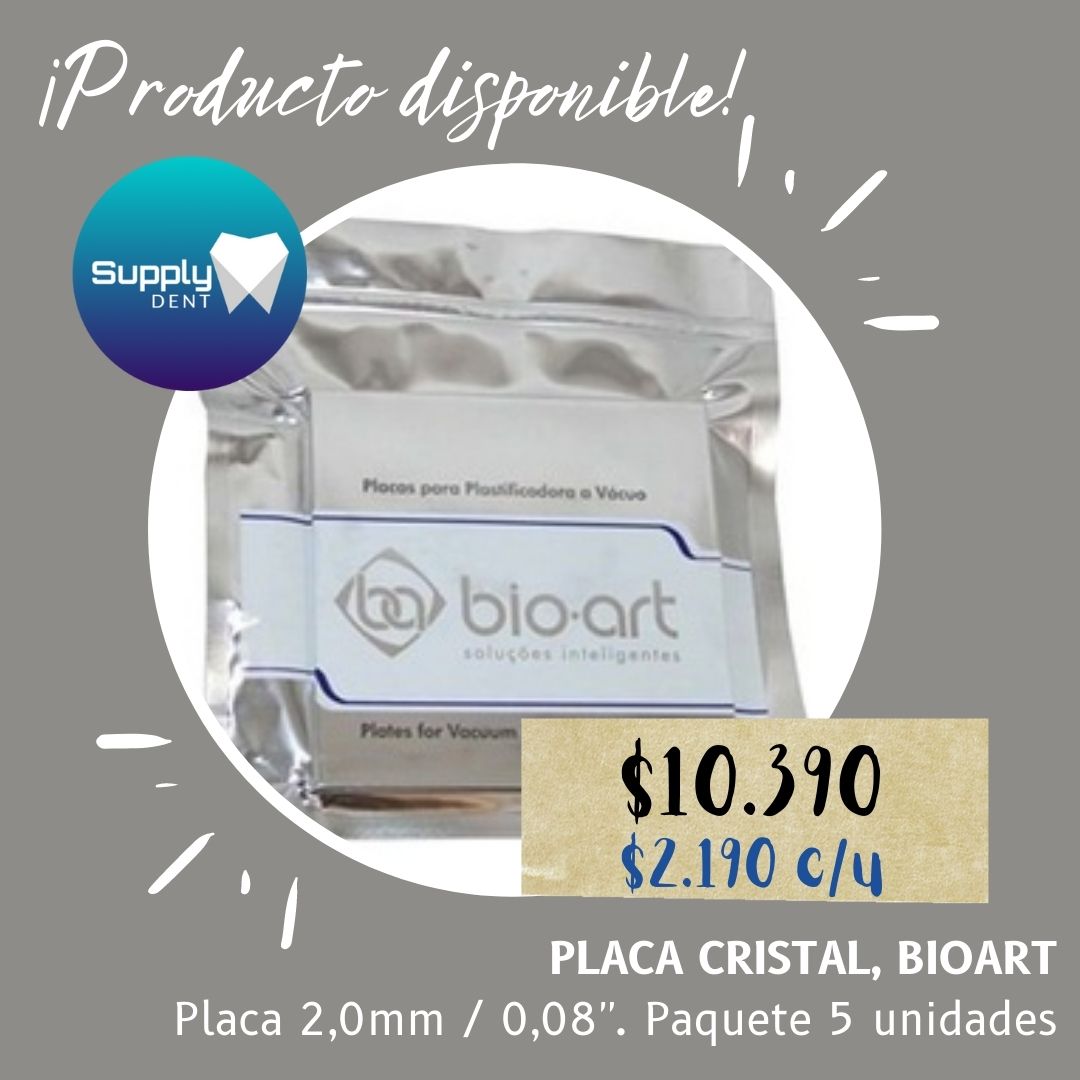 ¡Producto disponible!
Supply
DENT
Placas para Plastificadora a Vácuo
ba
bio·art
soluções inteligentes
Plates for Vacuum
$10.390
$2.190 c/u
PLACA CRISTAL, BIOART
Placa 2,0mm / 0,08”. Paquete 5 unidades